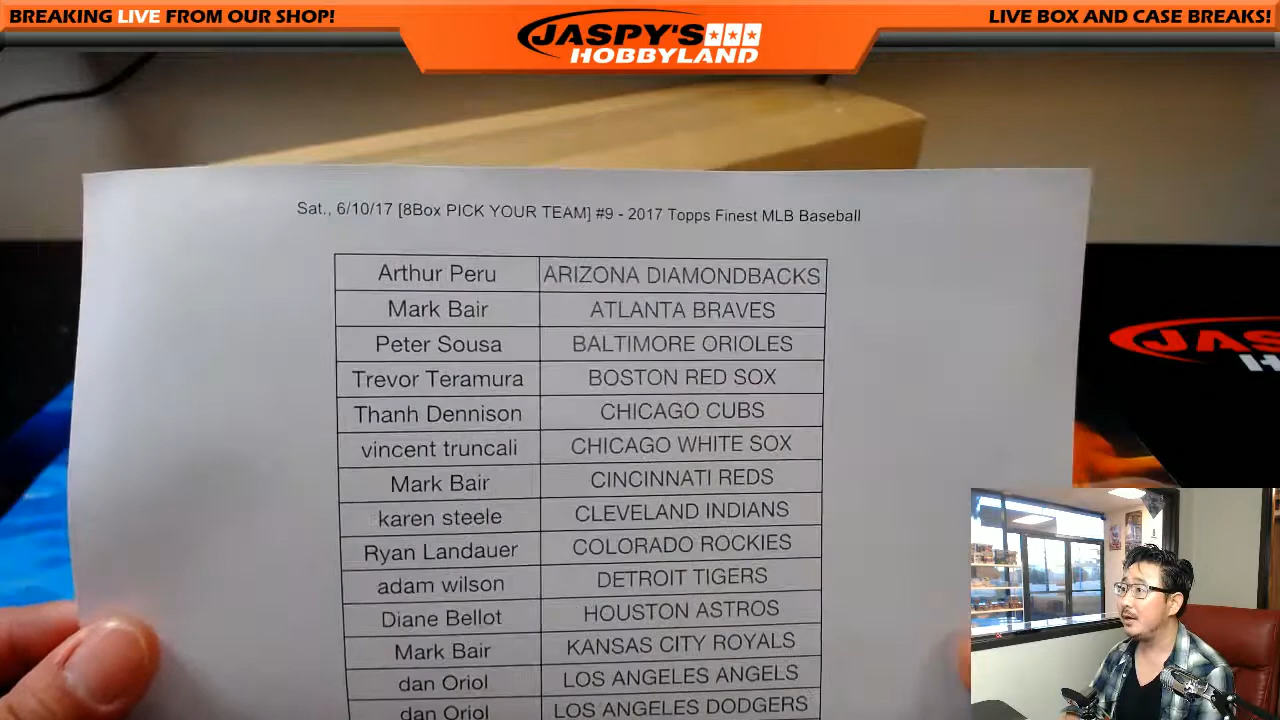 BREAKING LIVE FROM OUR SHOP!
JASPY'S
HOBBYLAND
LIVE BOX AND CASE BREAKS!
Sat., 6/10/17 [8Box PICK YOUR TEAM] #9 - 2017 Topps Finest MLB Baseball
Arthur Peru ARIZONA DIAMONDBACKS
Mark Bair ATLANTA BRAVES
Peter Sousa BALTIMORE ORIOLES
Trevor Teramura BOSTON RED SOX
Thanh Dennison CHICAGO CUBS
vincent truncali CHICAGO WHITE SOX
Mark Bair CINCINNATI REDS
karen steele CLEVELAND INDIANS
Ryan Landauer COLORADO ROCKIES
adam wilson DETROIT TIGERS
Diane Bellot HOUSTON ASTROS
Mark Bair KANSAS CITY ROYALS
dan Oriol LOS ANGELES ANGELS
dan Oriol LOS ANGELES DODGERS